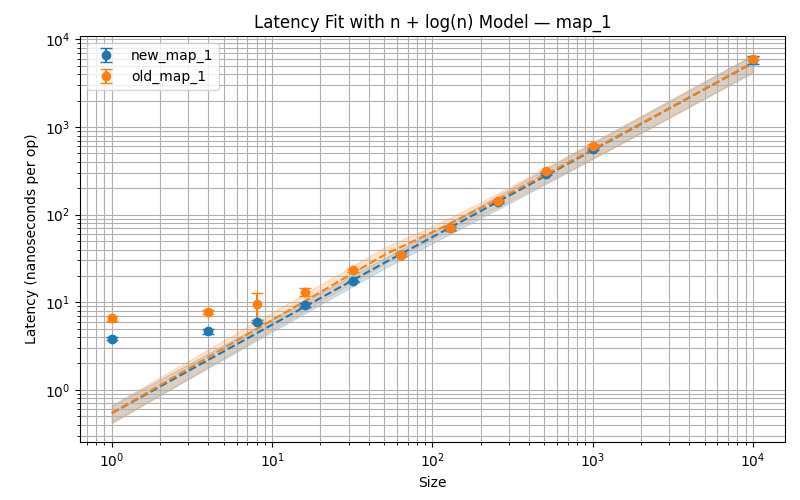 Latency Fit with n + log(n) Model — map_1
new_map_1
old_map_1
Latency (nanoseconds per op)
10⁴
10³
10²
10¹
10⁰
10⁰ 10¹ 10² 10³ 10⁴
Size